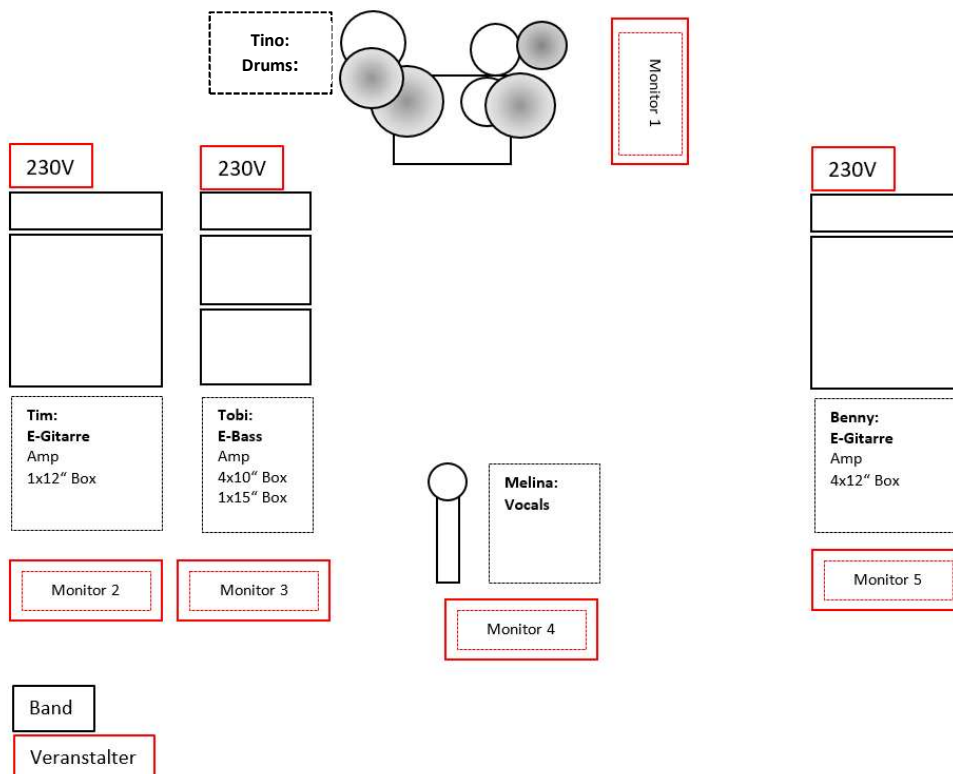 Tino:
Drums:
Monitor 1
230V
230V
230V
Tim:
E-Gitarre
Amp
1x12“ Box
Tobi:
E-Bass
Amp
4x10“ Box
1x15“ Box
Melina:
Vocals
Benny:
E-Gitarre
Amp
4x12“ Box
Monitor 2
Monitor 3
Monitor 4
Monitor 5
Band
Veranstalter